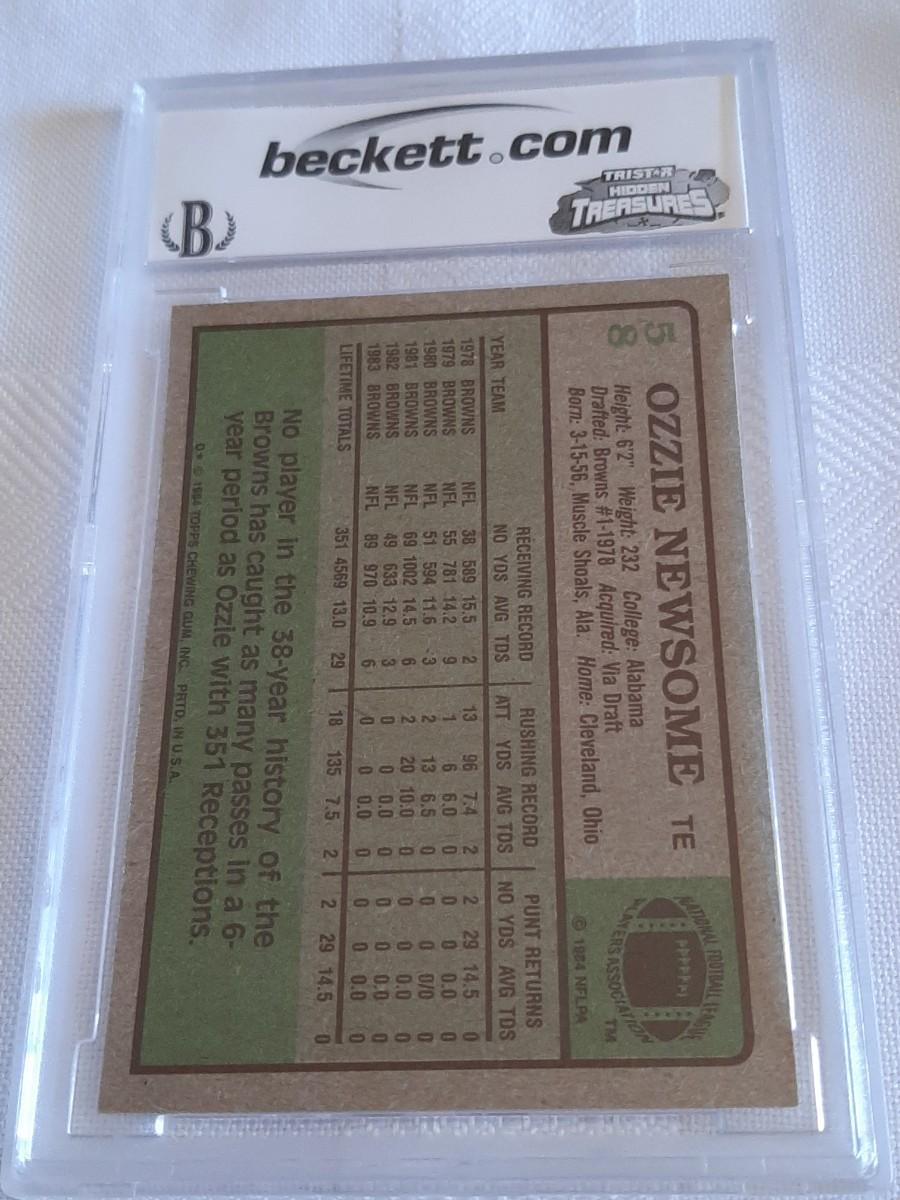 beckett.com
TRISTAR
HIDDEN
TREASURES
B
58
OZZIE NEWSOME TE
Height: 6'2" Weight: 232 College: Alabama
Drafted: Browns #1-1978 Acquired: Via Draft
Born: 3-15-56, Muscle Shoals, Ala. Home: Cleveland, Ohio
NATIONAL FOOTBALL LEAGUE
PLAYERS ASSOCIATION
TM
© 1984 NFLPA
RECEIVING RECORD RUSHING RECORD PUNT RETURNS
YEAR TEAM NO YDS AVG TDS ATT YDS AVG TDS NO YDS AVG TDS
1978 BROWNS NFL 38 589 15.5 2 13 96 7.4 2 2 29 14.5 0
1979 BROWNS NFL 55 781 14.2 9 1 6 6.0 0 0 0 0.0 0
1980 BROWNS NFL 51 594 11.6 3 2 13 6.5 0 0 0 0/0 0
1981 BROWNS NFL 69 1002 14.5 6 2 20 10.0 0 0 0 0.0 0
1982 BROWNS NFL 49 633 12.9 3 0 0 0.0 0 0 0 0.0 0
1983 BROWNS NFL 89 970 10.9 6 0 0 0.0 0 0 0 0.0 0
LIFETIME TOTALS 351 4569 13.0 29 18 135 7.5 2 2 29 14.5 0
No player in the 38-year history of the
Browns has caught as many passes in a 6-
year period as Ozzie with 351 Receptions.
D* © 1984 TOPPS CHEWING GUM, INC. PRTD. IN U.S.A.